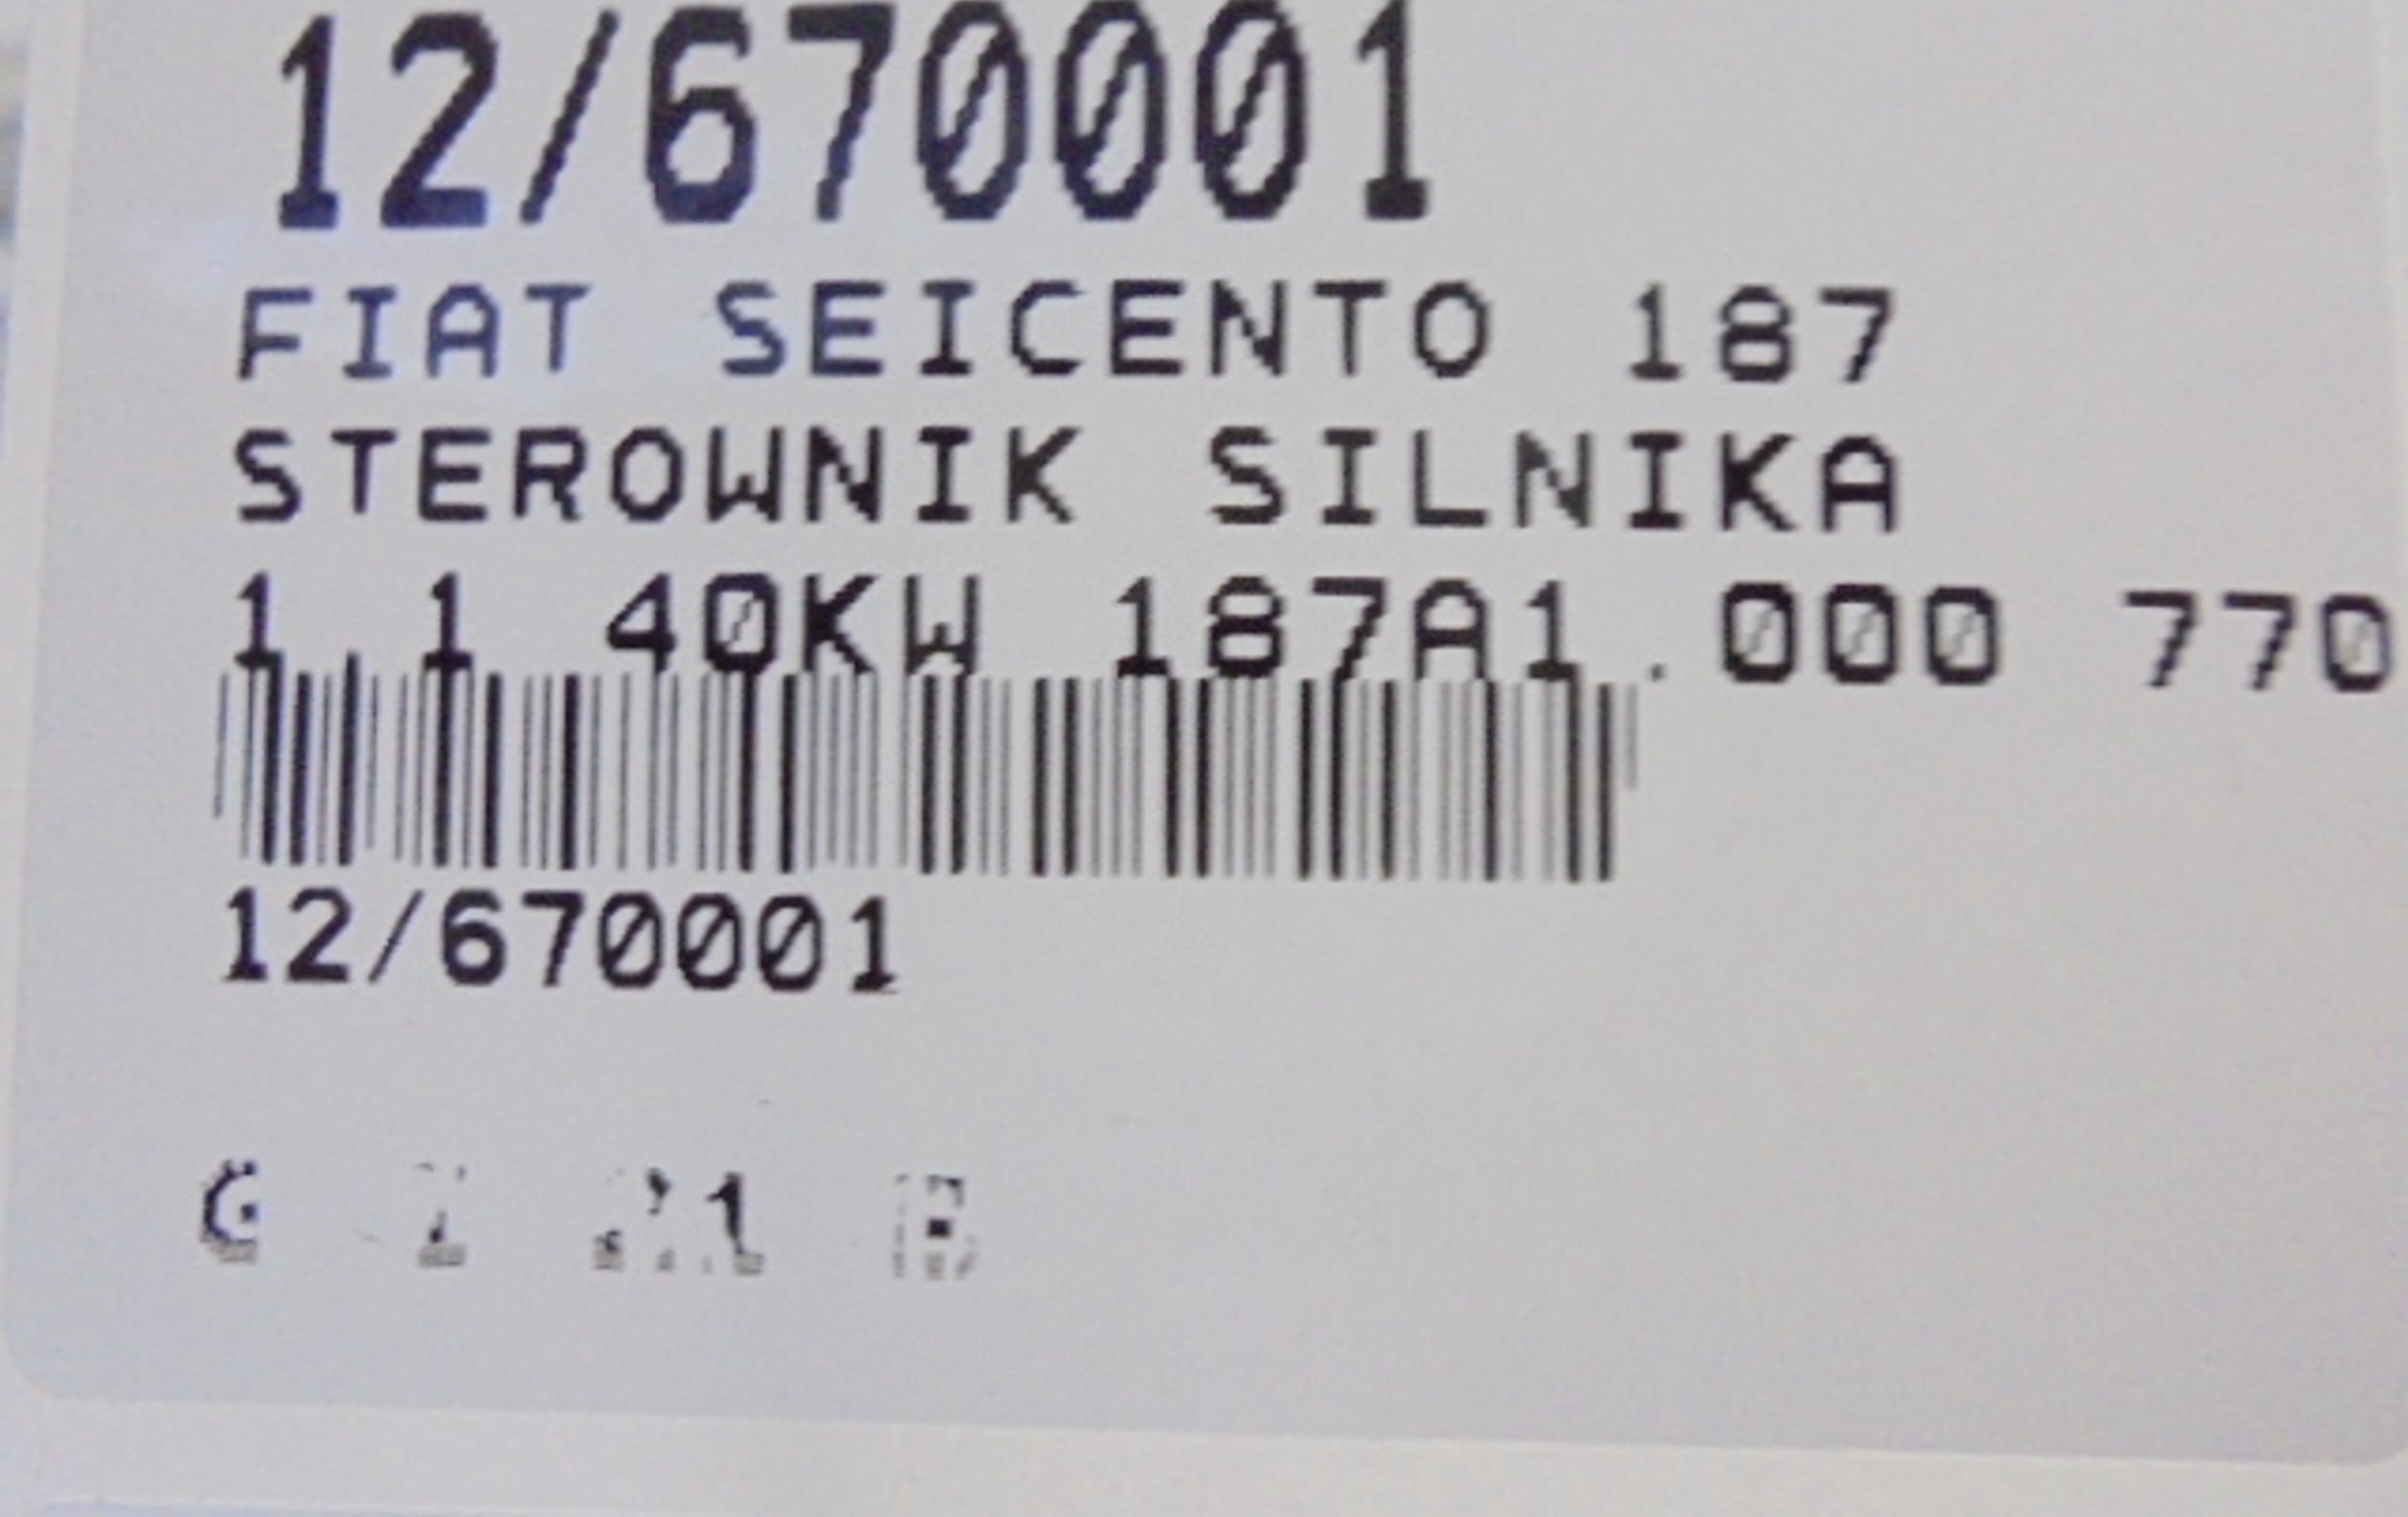 12/670001
FIAT SEICENTO 187
STEROWNIK SILNIKA
1.1 40KW 187A1.000 770
12/670001